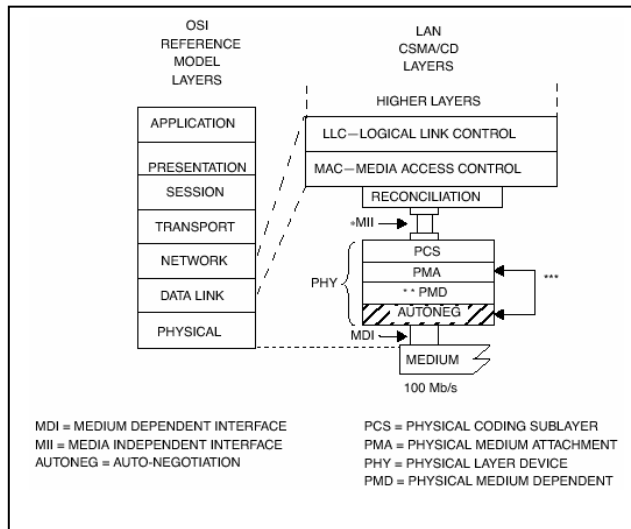 OSI
REFERENCE
MODEL
LAYERS
LAN
CSMA/CD
LAYERS
HIGHER LAYERS
APPLICATION
PRESENTATION
SESSION
TRANSPORT
NETWORK
DATA LINK
PHYSICAL
LLC—LOGICAL LINK CONTROL
MAC—MEDIA ACCESS CONTROL
RECONCILIATION
*MII
PHY
PCS
PMA
** PMD
AUTONEG
***
MDI
MEDIUM
100 Mb/s
MDI = MEDIUM DEPENDENT INTERFACE
MII = MEDIA INDEPENDENT INTERFACE
AUTONEG = AUTO-NEGOTIATION
PCS = PHYSICAL CODING SUBLAYER
PMA = PHYSICAL MEDIUM ATTACHMENT
PHY = PHYSICAL LAYER DEVICE
PMD = PHYSICAL MEDIUM DEPENDENT